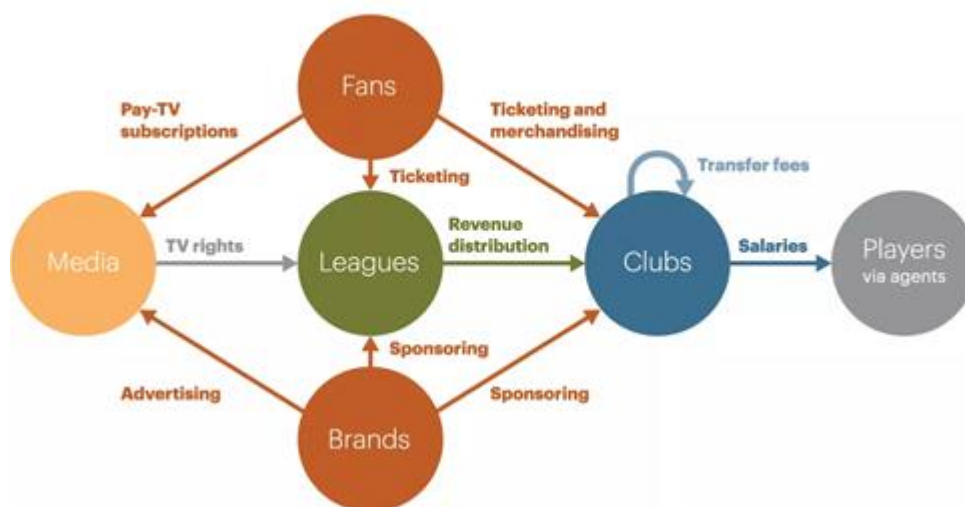 Fans
Pay-TV
subscriptions
Ticketing and
merchandising
Transfer fees
Ticketing
Media
TV rights
Leagues
Revenue
distribution
Clubs
Salaries
Players
via agents
Sponsoring
Advertising
Sponsoring
Brands